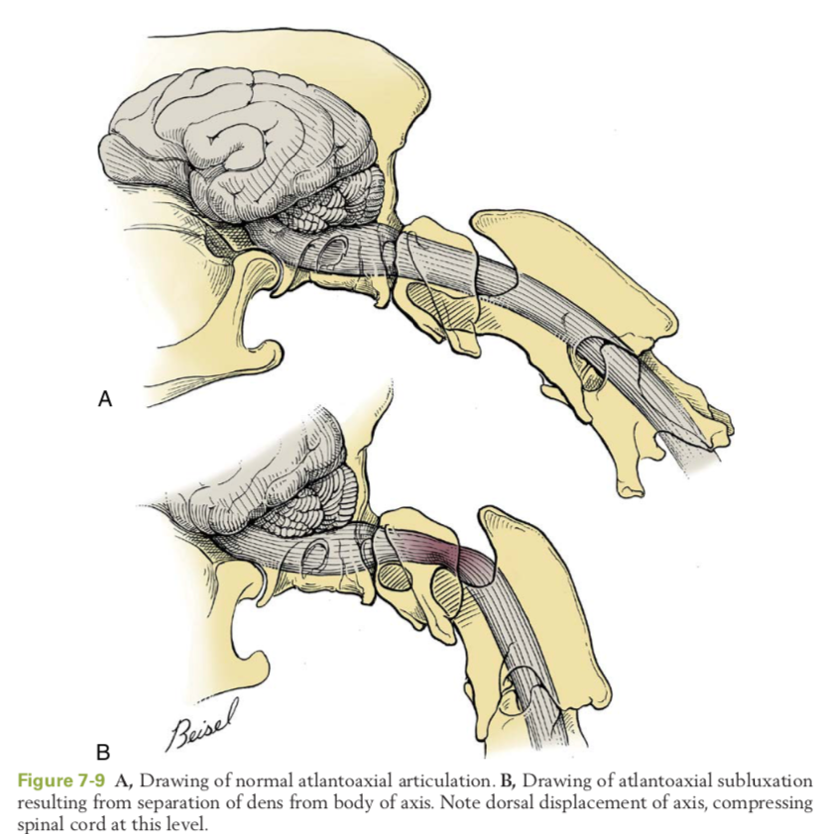 A
B
Beisel
Figure 7-9 A, Drawing of normal atlantoaxial articulation. B, Drawing of atlantoaxial subluxation
resulting from separation of dens from body of axis. Note dorsal displacement of axis, compressing
spinal cord at this level.